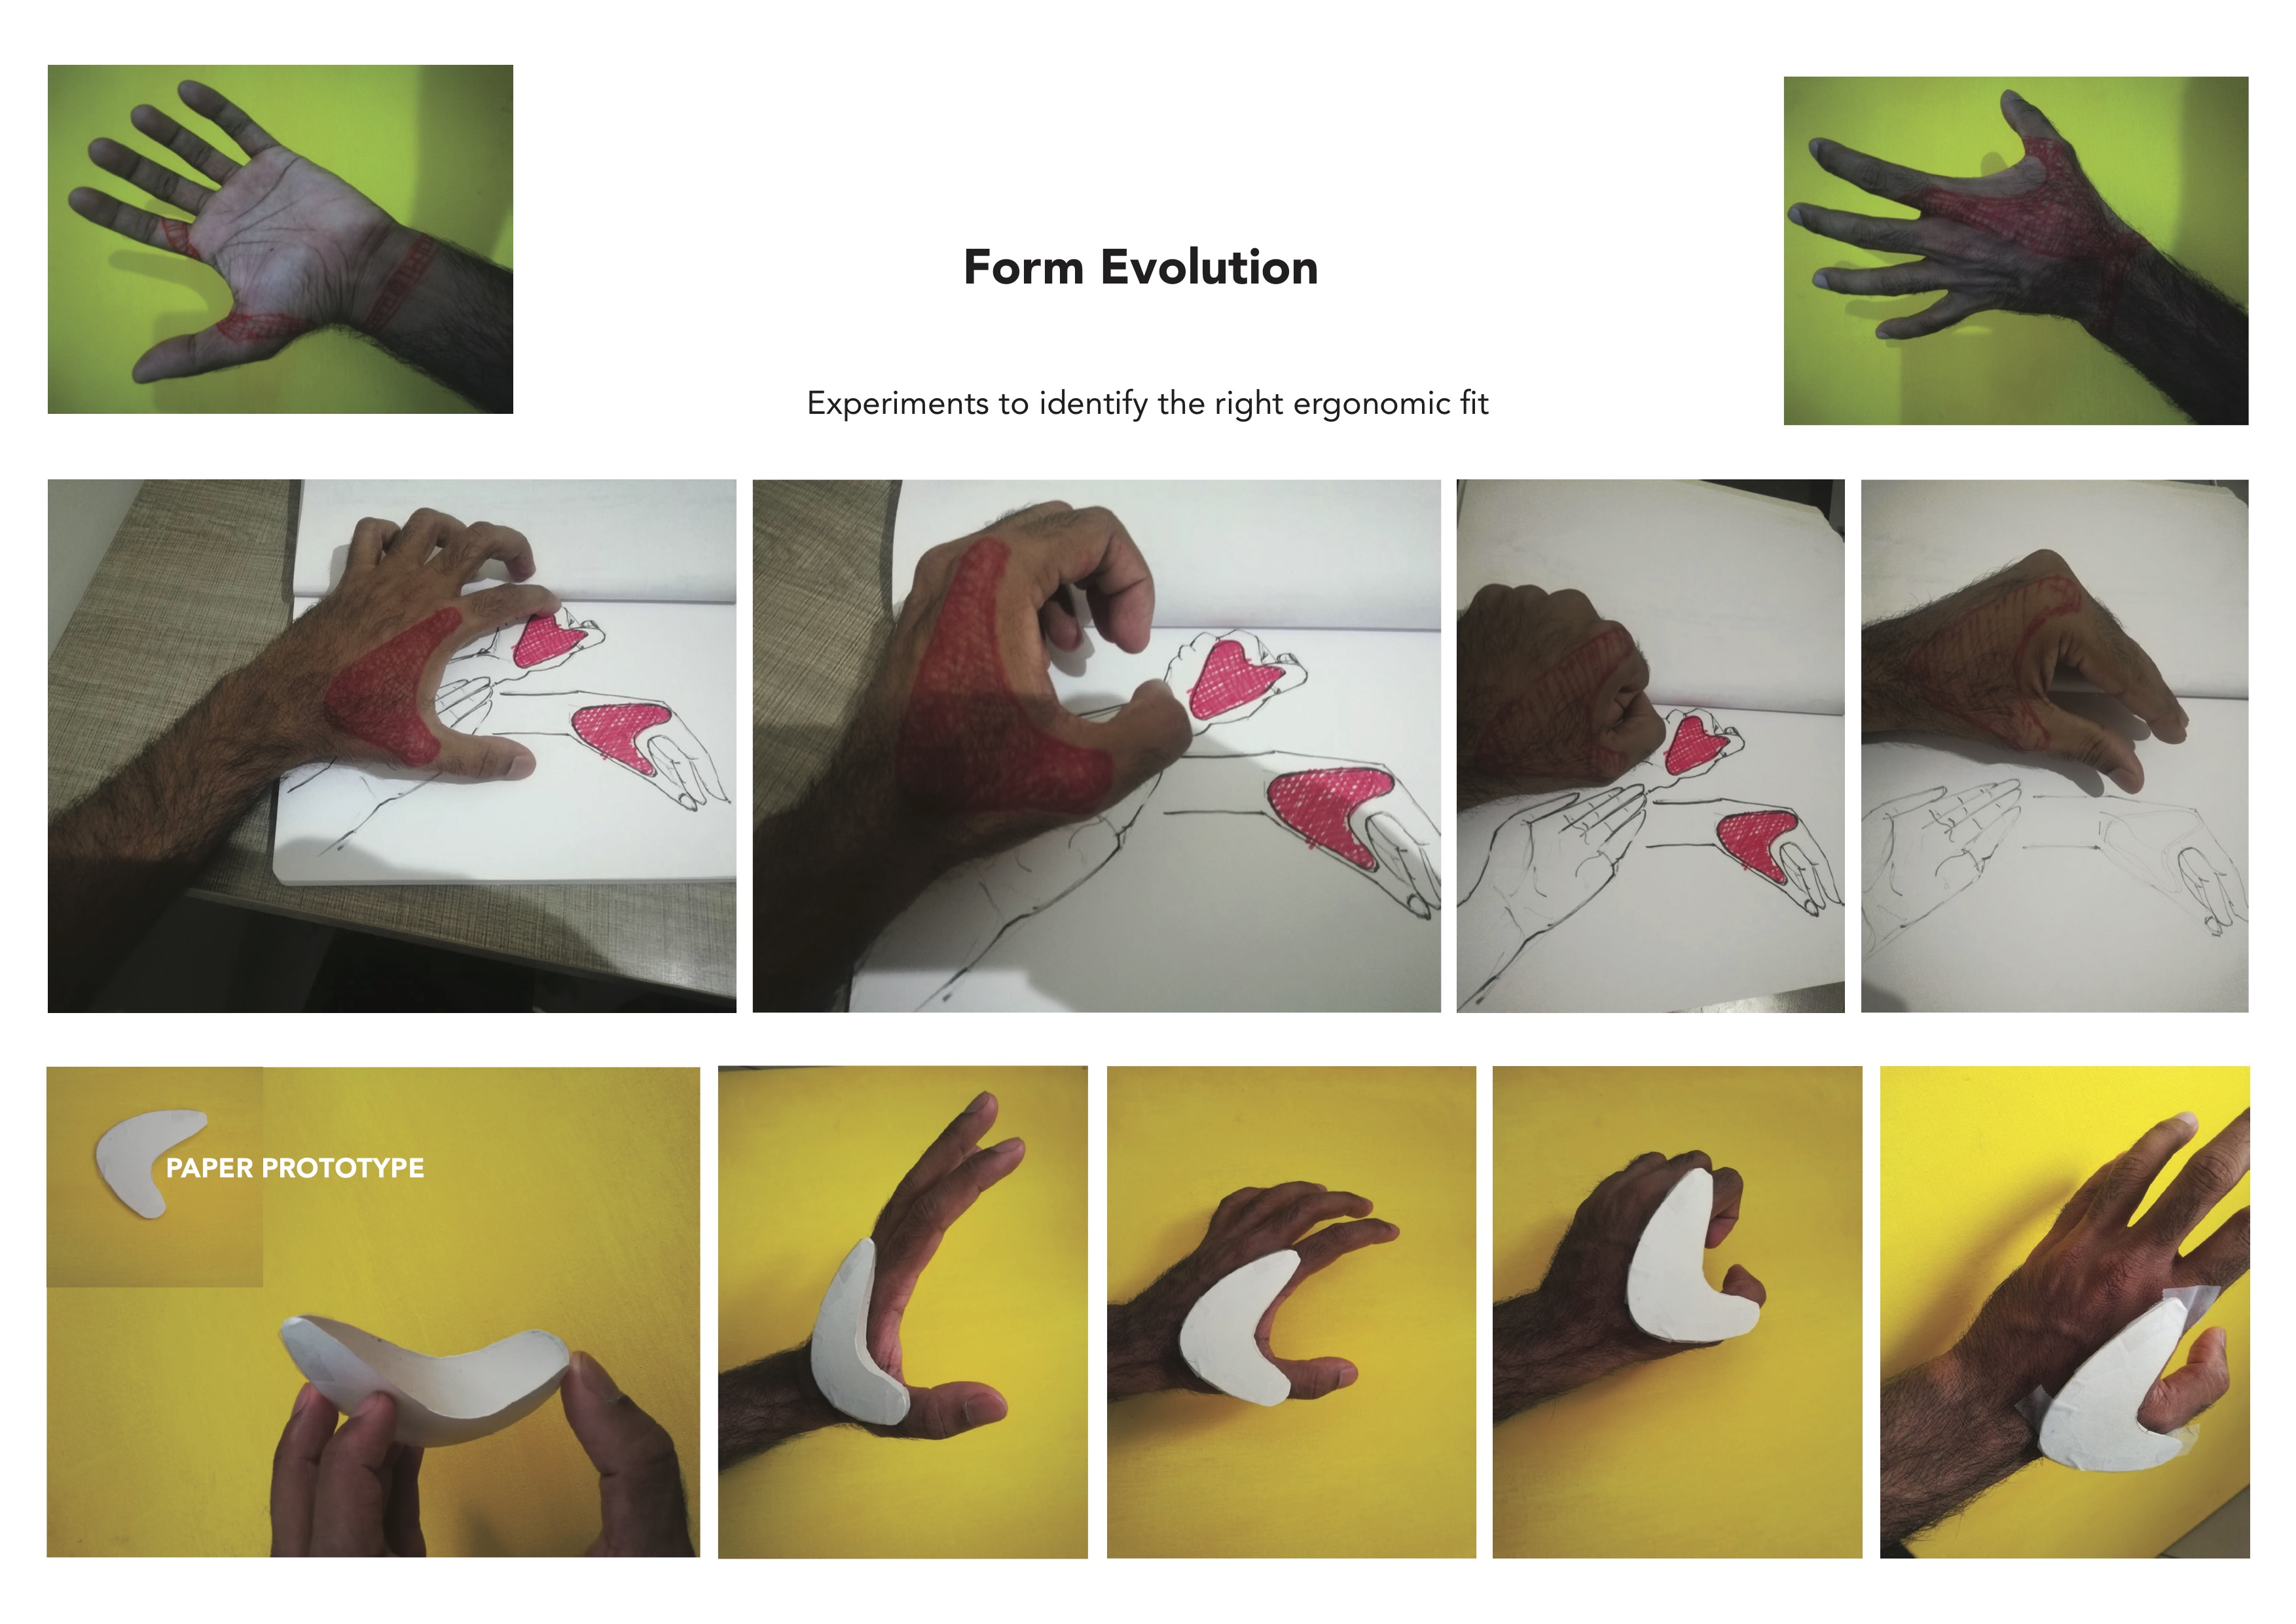 Form Evolution
Experiments to identify the right ergonomic fit
PAPER PROTOTYPE